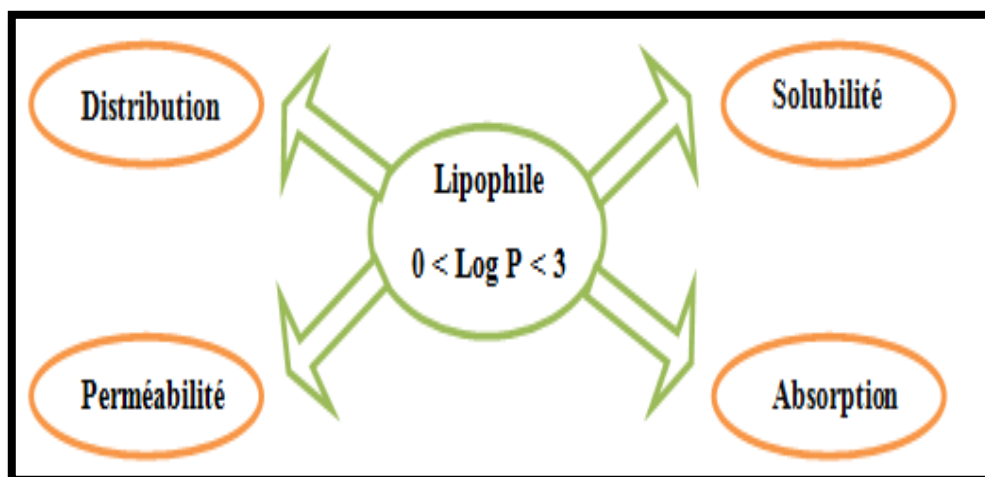 Distribution
Solubilité
Lipophile
0 < Log P < 3
Perméabilité
Absorption